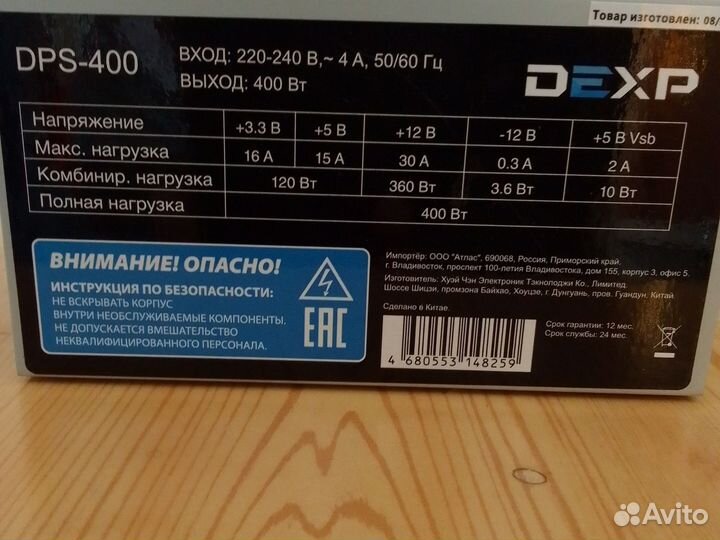 Товар изготовлен: 08/
DPS-400
ВХОД: 220-240 В,~ 4 А, 50/60 Гц
ВЫХОД: 400 Вт
DEXP
Напряжение +3.3 В +5 В +12 В -12 В +5 В Vsb
Макс. нагрузка 16 А 15 А 30 А 0.3 А 2 А
Комбинир. нагрузка 120 Вт 360 Вт 3.6 Вт 10 Вт
Полная нагрузка 400 Вт
ВНИМАНИЕ! ОПАСНО!
ИНСТРУКЦИЯ ПО БЕЗОПАСНОСТИ:
НЕ ВСКРЫВАТЬ КОРПУС
ВНУТРИ НЕОБСЛУЖИВАЕМЫЕ КОМПОНЕНТЫ.
НЕ ДОПУСКАЕТСЯ ВМЕШАТЕЛЬСТВО
НЕКВАЛИФИЦИРОВАННОГО ПЕРСОНАЛА.
EAC
Импортёр: ООО "Атлас", 690068, Россия, Приморский край.
г. Владивосток, проспект 100-летия Владивостока, дом 155, корпус 3, офис 5.
Изготовитель: Хуэй Чэн Электроник Тэкнолоджи Ко., Лимитед.
Шоссе Шицзи, промзона Байхао, Хоуцзе, г. Дунгуань, пров. Гуандун, Китай.
Сделано в Китае.
4 680553 148259
Срок гарантии: 12 мес.
Срок службы: 24 мес.
Avito